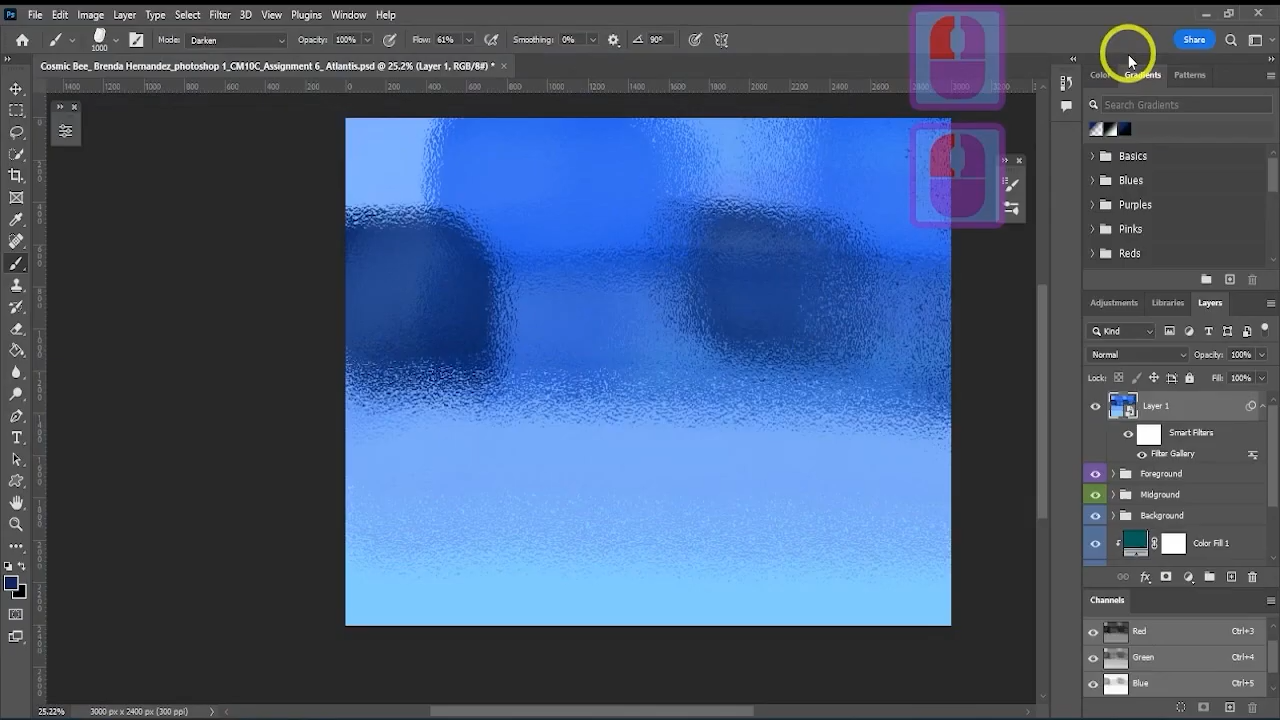 Ps File Edit Image Layer Type Select Filter 3D View Plugins Window Help
1000 Mode: Darken Opacity: 100% Flow: 61% Smoothing: 0% 90° Share
Cosmic Bee_Brenda Hernandez_photoshop 1_CM10C_Assignment 6_ Atlantis.psd @ 25.2% (Layer 1, RGB/8#) * ×
1400 1200 1000 800 600 400 200 0 200 400 600 800 1000 1200 1400 1600 1800 2000 2200 2400 2600 2800 3000 3200
Color Gradients Patterns
Search Gradients
Basics
Blues
Purples
Pinks
Reds
Adjustments Libraries Layers
Kind
Normal Opacity: 100%
Lock: Fill: 100%
Layer 1
Smart Filters
Filter Gallery
Foreground
Midground
Background
Color Fill 1
Channels
Red Ctrl+3
Green Ctrl+4
Blue Ctrl+5
25.22% 3000 px x 2400 px (300 ppi)